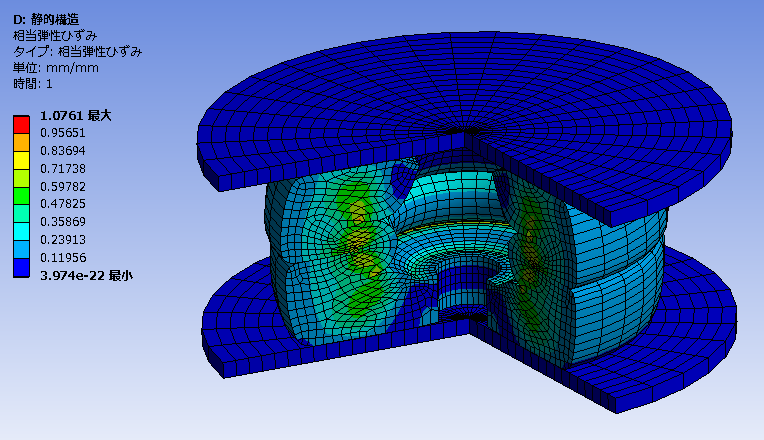 D: 静的構造
相当弾性ひずみ
タイプ: 相当弾性ひずみ
単位: mm/mm
時間: 1
1.0761 最大
0.95651
0.83694
0.71738
0.59782
0.47825
0.35869
0.23913
0.11956
3.974e-22 最小